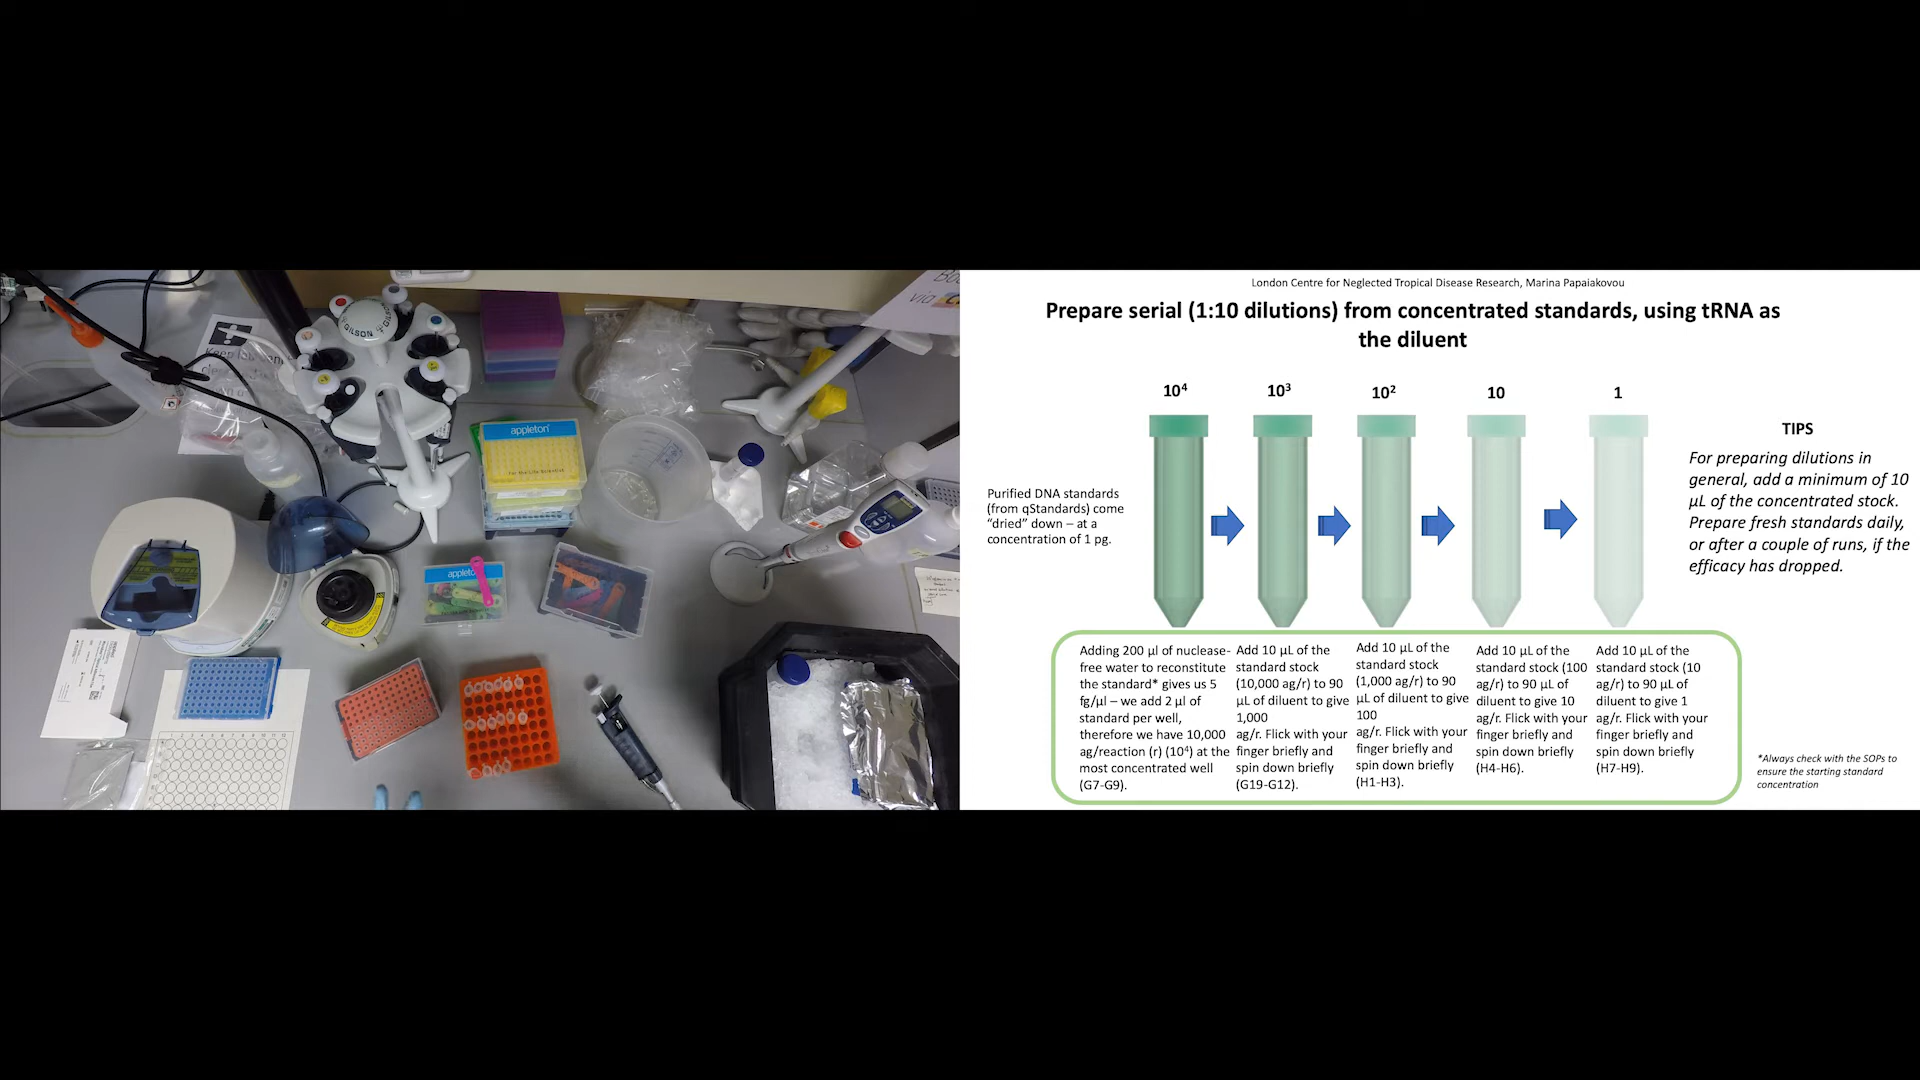 GILSON
Keep
appleton
For the Life Scientist
appleton
via
London Centre for Neglected Tropical Disease Research, Marina Papaiakovou
Prepare serial (1:10 dilutions) from concentrated standards, using tRNA as
the diluent
10⁴
10³
10²
10
1
Purified DNA standards
(from qStandards) come
“dried” down – at a
concentration of 1 pg.
TIPS
For preparing dilutions in
general, add a minimum of 10
µL of the concentrated stock.
Prepare fresh standards daily,
or after a couple of runs, if the
efficacy has dropped.
Adding 200 µl of nuclease-
free water to reconstitute
the standard* gives us 5
fg/µl – we add 2 µl of
standard per well,
therefore we have 10,000
ag/reaction (r) (10⁴) at the
most concentrated well
(G7-G9).
Add 10 µL of the
standard stock
(10,000 ag/r) to 90
µL of diluent to give
1,000
ag/r. Flick with your
finger briefly and
spin down briefly
(G19-G12).
Add 10 µL of the
standard stock
(1,000 ag/r) to 90
µL of diluent to give
100
ag/r. Flick with your
finger briefly and
spin down briefly
(H1-H3).
Add 10 µL of the
standard stock (100
ag/r) to 90 µL of
diluent to give 10
ag/r. Flick with your
finger briefly and
spin down briefly
(H4-H6).
Add 10 µL of the
standard stock (10
ag/r) to 90 µL of
diluent to give 1
ag/r. Flick with your
finger briefly and
spin down briefly
(H7-H9).
*Always check with the SOPs to
ensure the starting standard
concentration